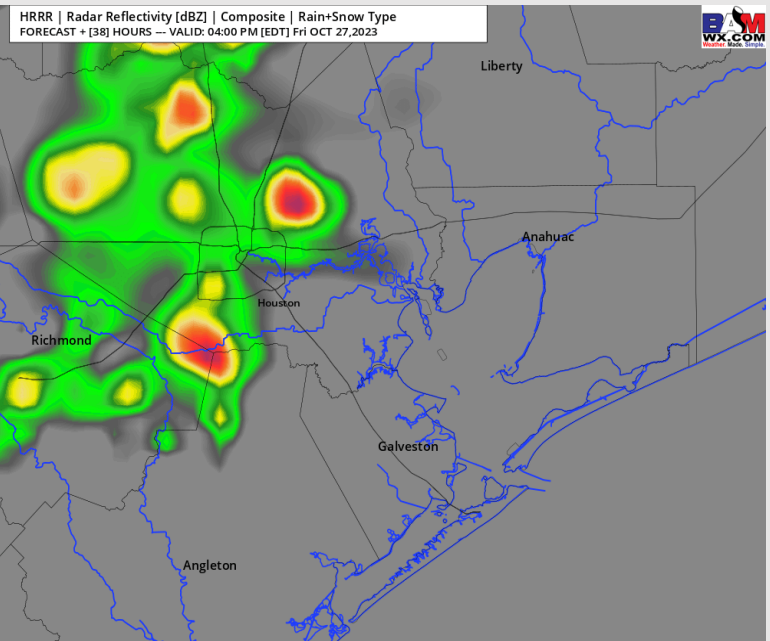 HRRR | Radar Reflectivity [dBZ] | Composite | Rain+Snow Type
FORECAST + [38] HOURS --- VALID: 04:00 PM [EDT] Fri OCT 27,2023
BAM
WX.COM
Weather. Made. Simple.
Liberty
Anahuac
Houston
Richmond
Galveston
Angleton